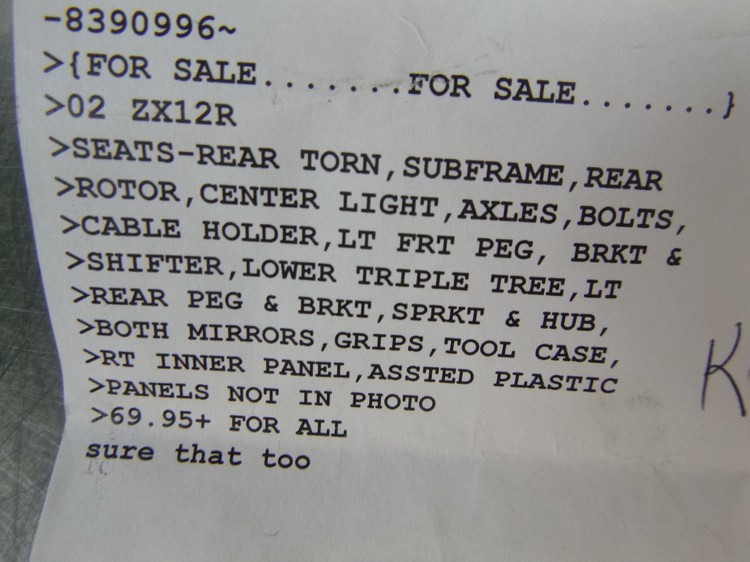 -8390996~
>{FOR SALE.......FOR SALE.......}
>02 ZX12R
>SEATS-REAR TORN,SUBFRAME,REAR
>ROTOR,CENTER LIGHT,AXLES,BOLTS,
>CABLE HOLDER,LT FRT PEG, BRKT &
>SHIFTER,LOWER TRIPLE TREE,LT
>REAR PEG & BRKT,SPRKT & HUB,
>BOTH MIRRORS,GRIPS,TOOL CASE,
>RT INNER PANEL,ASSTED PLASTIC
>PANELS NOT IN PHOTO
>69.95+ FOR ALL
sure that too